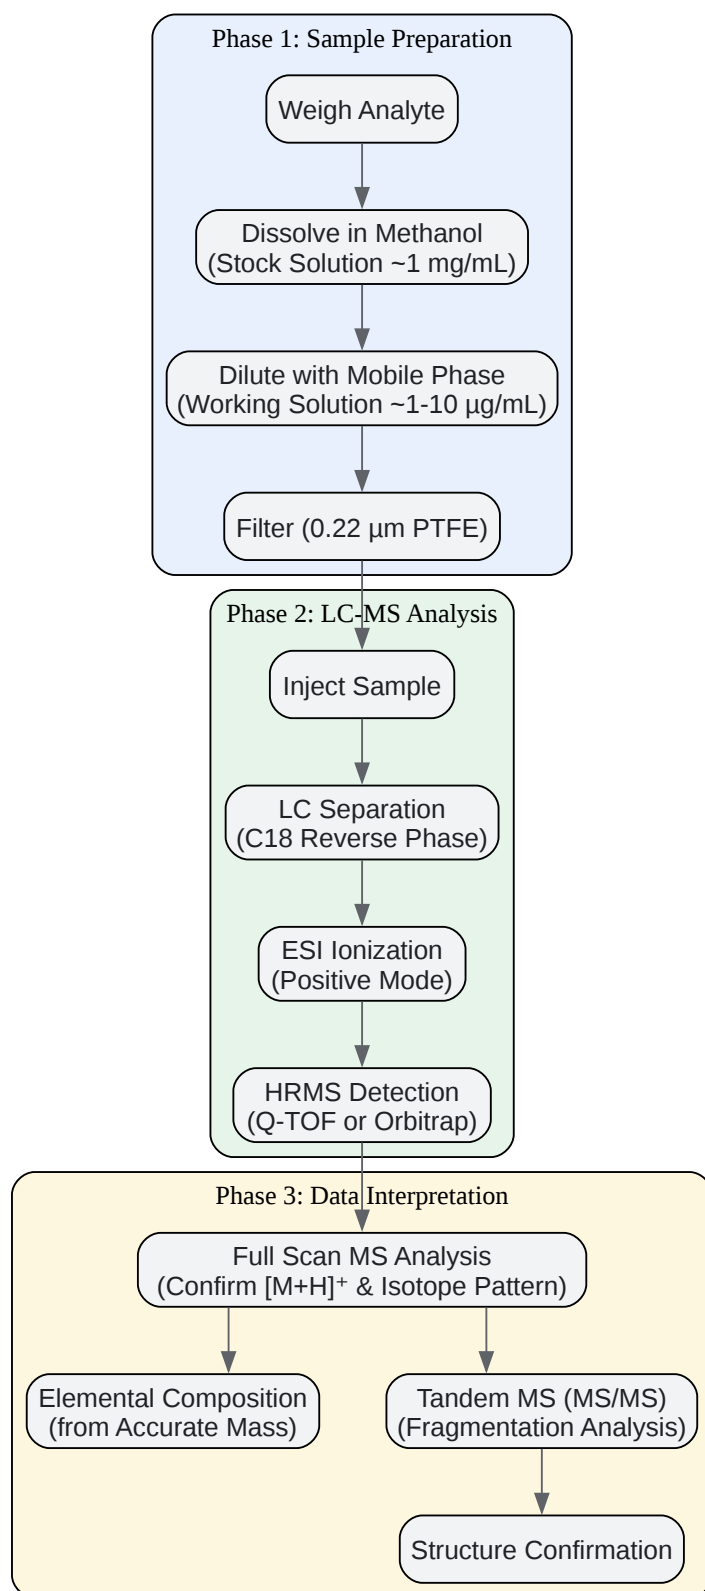 Phase 1: Sample Preparation
Weigh Analyte
Dissolve in Methanol
(Stock Solution ~1 mg/mL)
Dilute with Mobile Phase
(Working Solution ~1-10 µg/mL)
Filter (0.22 µm PTFE)
Phase 2: LC-MS Analysis
Inject Sample
LC Separation
(C18 Reverse Phase)
ESI Ionization
(Positive Mode)
HRMS Detection
(Q-TOF or Orbitrap)
Phase 3: Data Interpretation
Full Scan MS Analysis
(Confirm [M+H]⁺ & Isotope Pattern)
Elemental Composition
(from Accurate Mass)
Tandem MS (MS/MS)
(Fragmentation Analysis)
Structure Confirmation